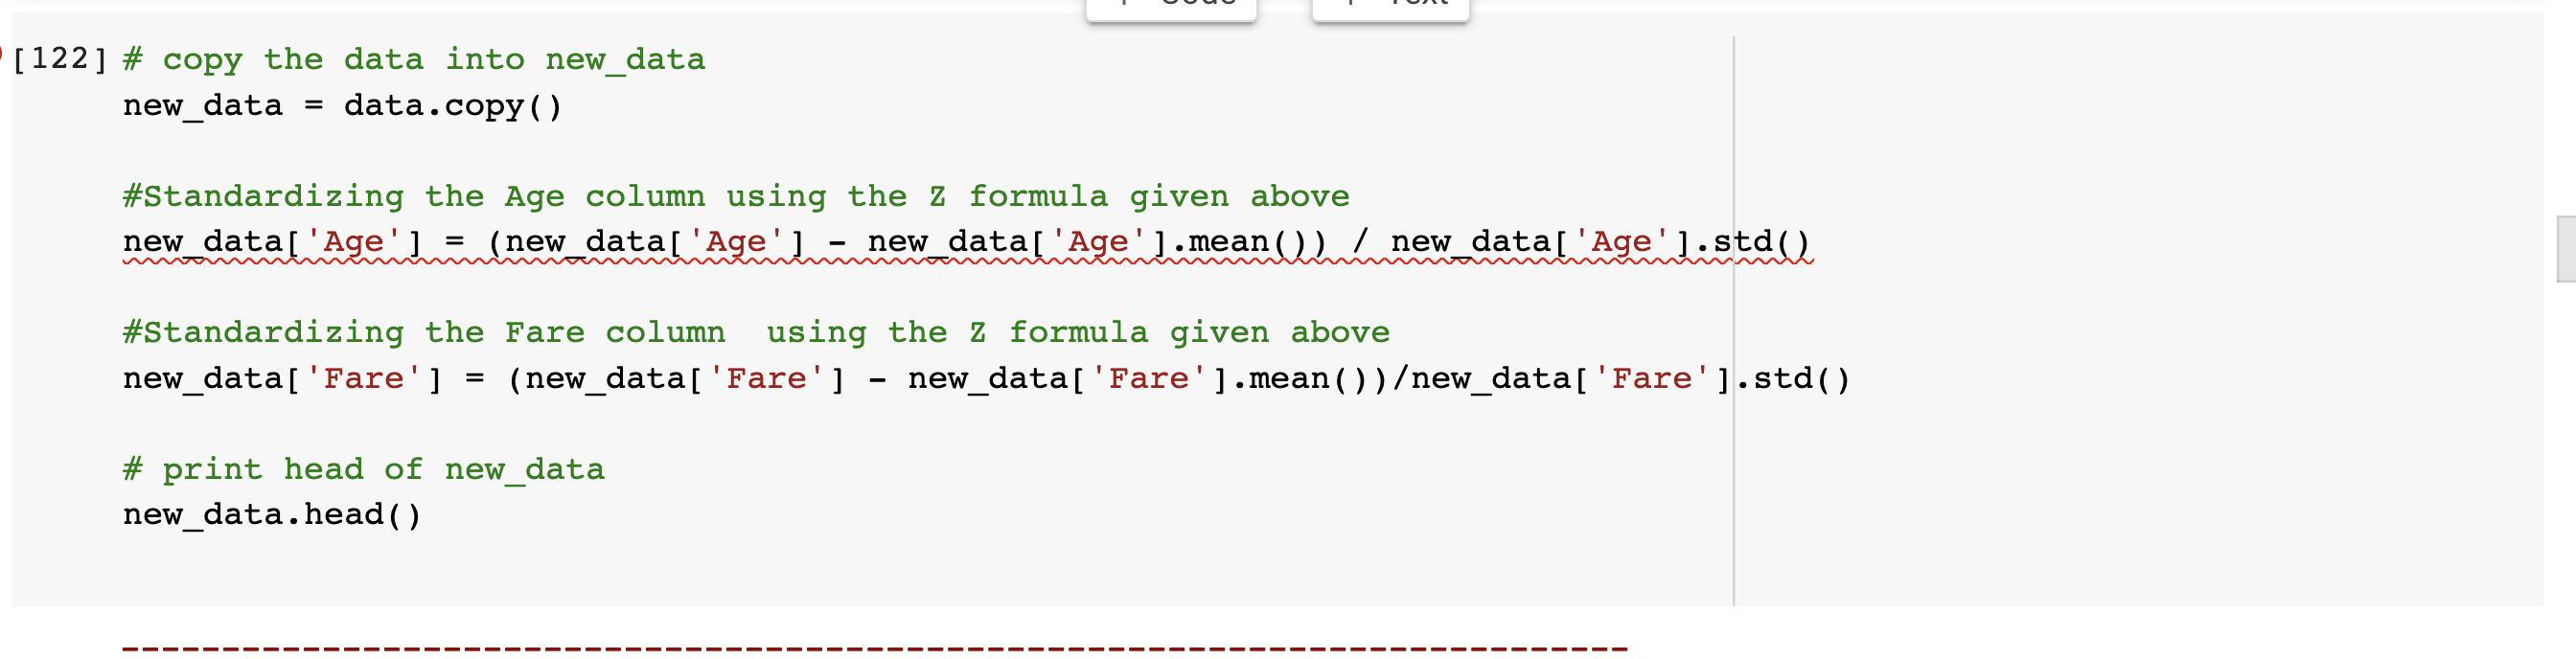 [122] # copy the data into new_data
new_data = data.copy()
#Standardizing the Age column using the Z formula given above
new_data['Age'] = (new_data['Age'] - new_data['Age'].mean()) / new_data['Age'].std()
#Standardizing the Fare column  using the Z formula given above
new_data['Fare'] = (new_data['Fare'] - new_data['Fare'].mean())/new_data['Fare'].std()
# print head of new_data
new_data.head()
---------------------------------------------------------------------------